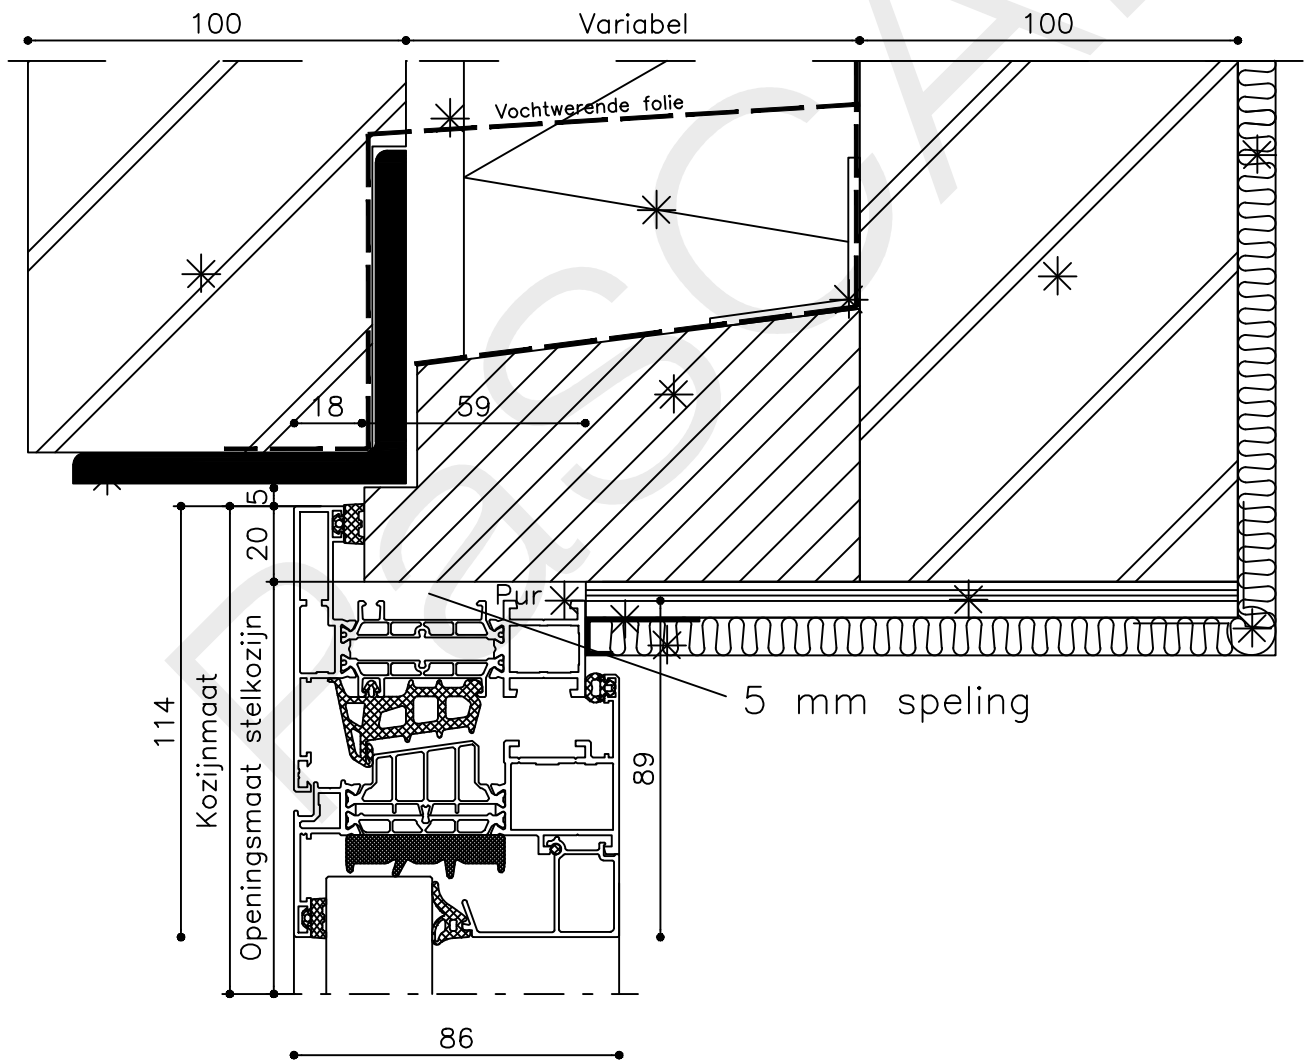 100
Variabel
100
Vochtwerende folie
18
59
5
20
Pur
114
Kozijnmaat
Openingsmaat stelkozijn
5 mm speling
89
86
PaSCA